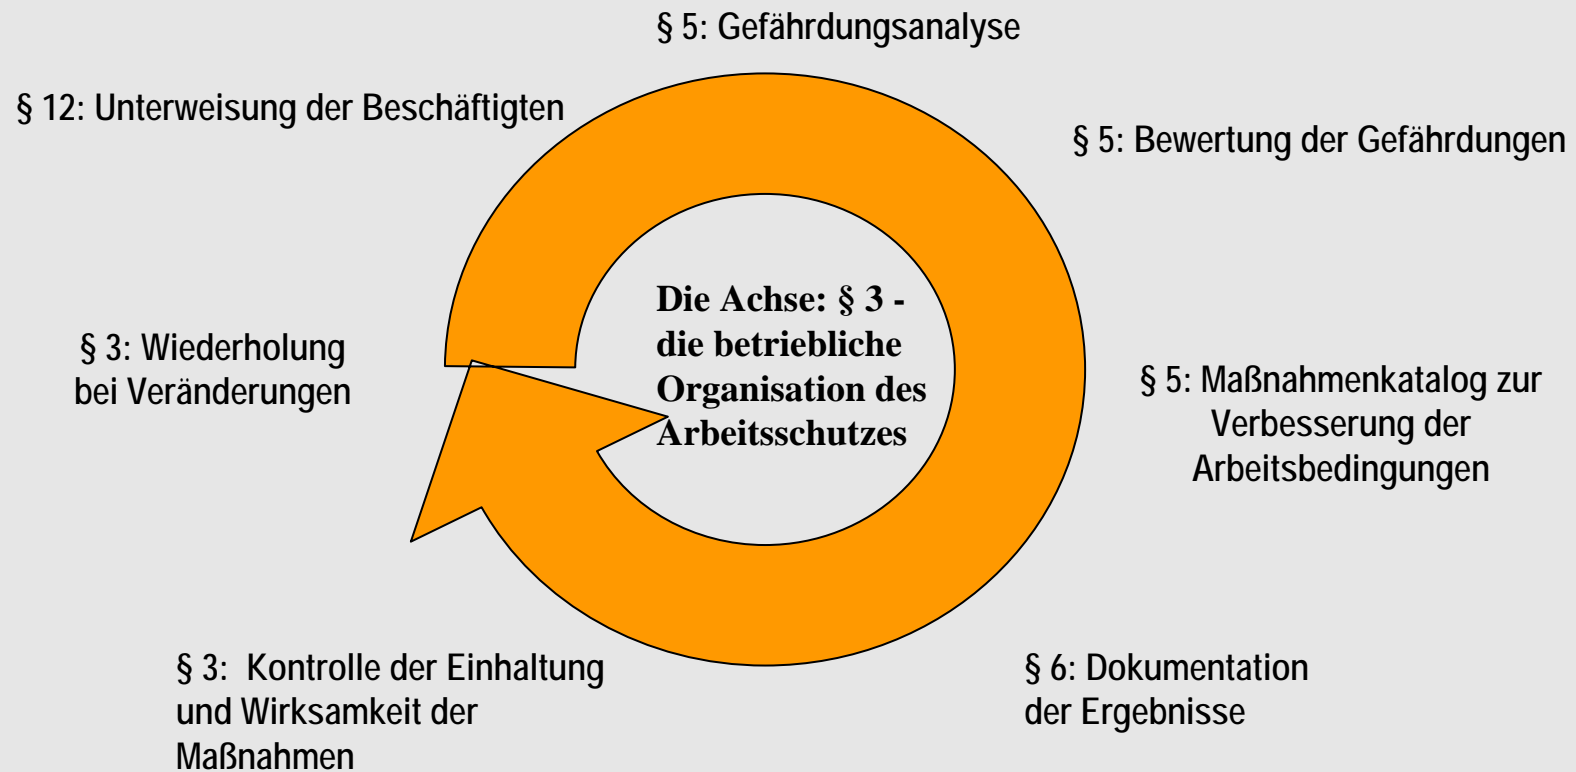 § 5: Gefährdungsanalyse
§ 12: Unterweisung der Beschäftigten
§ 5: Bewertung der Gefährdungen
Die Achse: § 3 -
die betriebliche
Organisation des
Arbeitsschutzes
§ 3: Wiederholung
bei Veränderungen
§ 5: Maßnahmenkatalog zur
Verbesserung der
Arbeitsbedingungen
§ 3: Kontrolle der Einhaltung
und Wirksamkeit der
Maßnahmen
§ 6: Dokumentation
der Ergebnisse